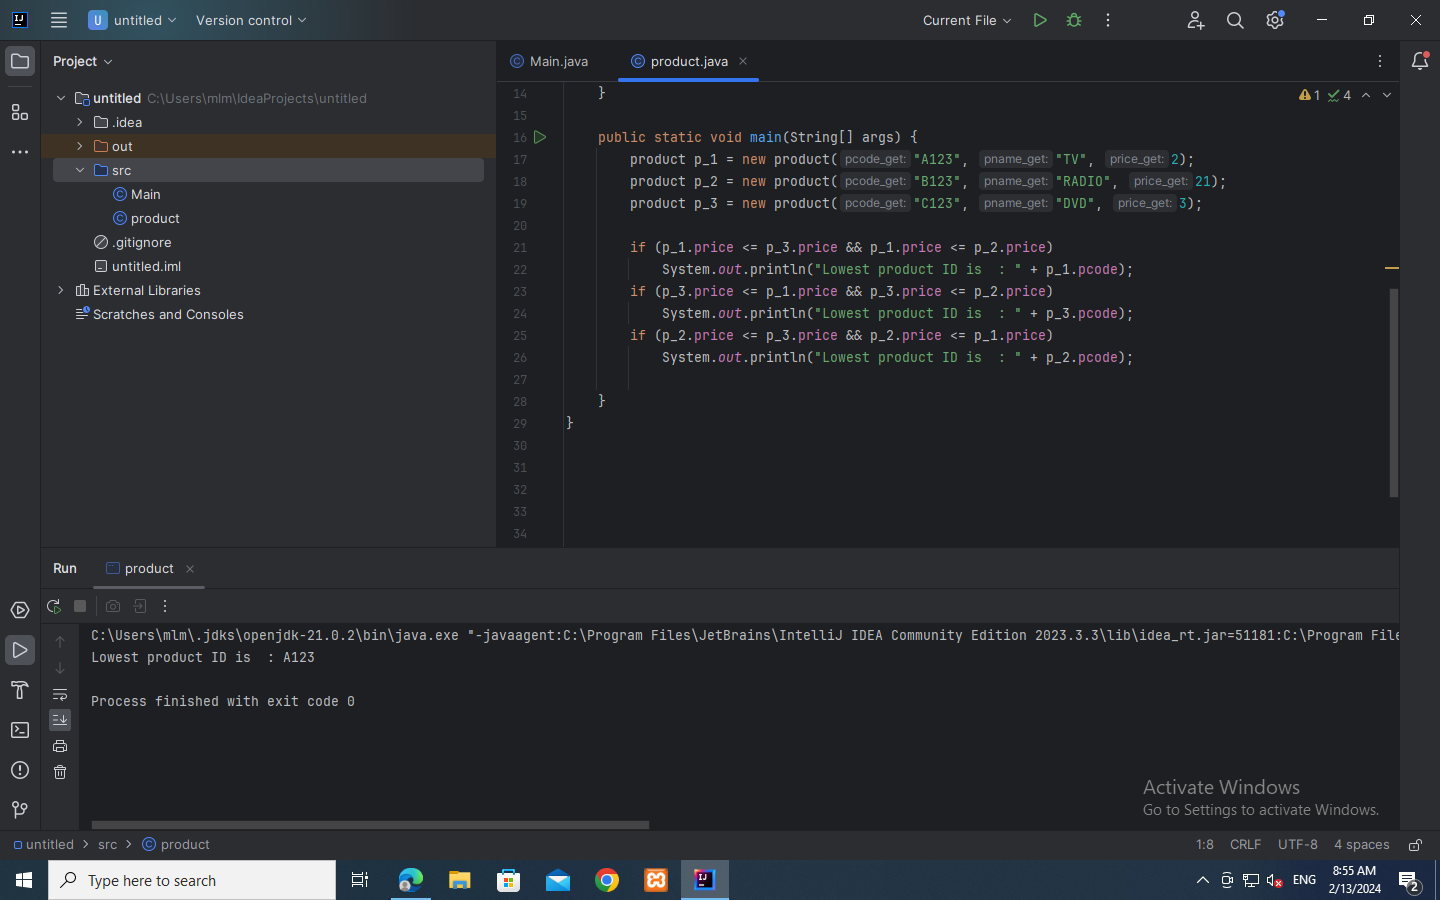 U untitled Version control Current File
Project
Main.java product.java
untitled C:\Users\mlm\IdeaProjects\untitled
.idea
out
src
Main
product
.gitignore
untitled.iml
External Libraries
Scratches and Consoles
1 4
14 }
15
16 public static void main(String[] args) {
17 product p_1 = new product( pcode_get: "A123", pname_get: "TV", price_get: 2);
18 product p_2 = new product( pcode_get: "B123", pname_get: "RADIO", price_get: 21);
19 product p_3 = new product( pcode_get: "C123", pname_get: "DVD", price_get: 3);
20
21 if (p_1.price <= p_3.price && p_1.price <= p_2.price)
22 System.out.println("Lowest product ID is  : " + p_1.pcode);
23 if (p_3.price <= p_1.price && p_3.price <= p_2.price)
24 System.out.println("Lowest product ID is  : " + p_3.pcode);
25 if (p_2.price <= p_3.price && p_2.price <= p_1.price)
26 System.out.println("Lowest product ID is  : " + p_2.pcode);
27
28 }
29 }
30
31
32
33
34
Run product
C:\Users\mlm\.jdks\openjdk-21.0.2\bin\java.exe "-javaagent:C:\Program Files\JetBrains\IntelliJ IDEA Community Edition 2023.3.3\lib\idea_rt.jar=51181:C:\Program File
Lowest product ID is  : A123
Process finished with exit code 0
Activate Windows
Go to Settings to activate Windows.
untitled > src > product 1:8 CRLF UTF-8 4 spaces
Type here to search
ENG
8:55 AM
2/13/2024
2